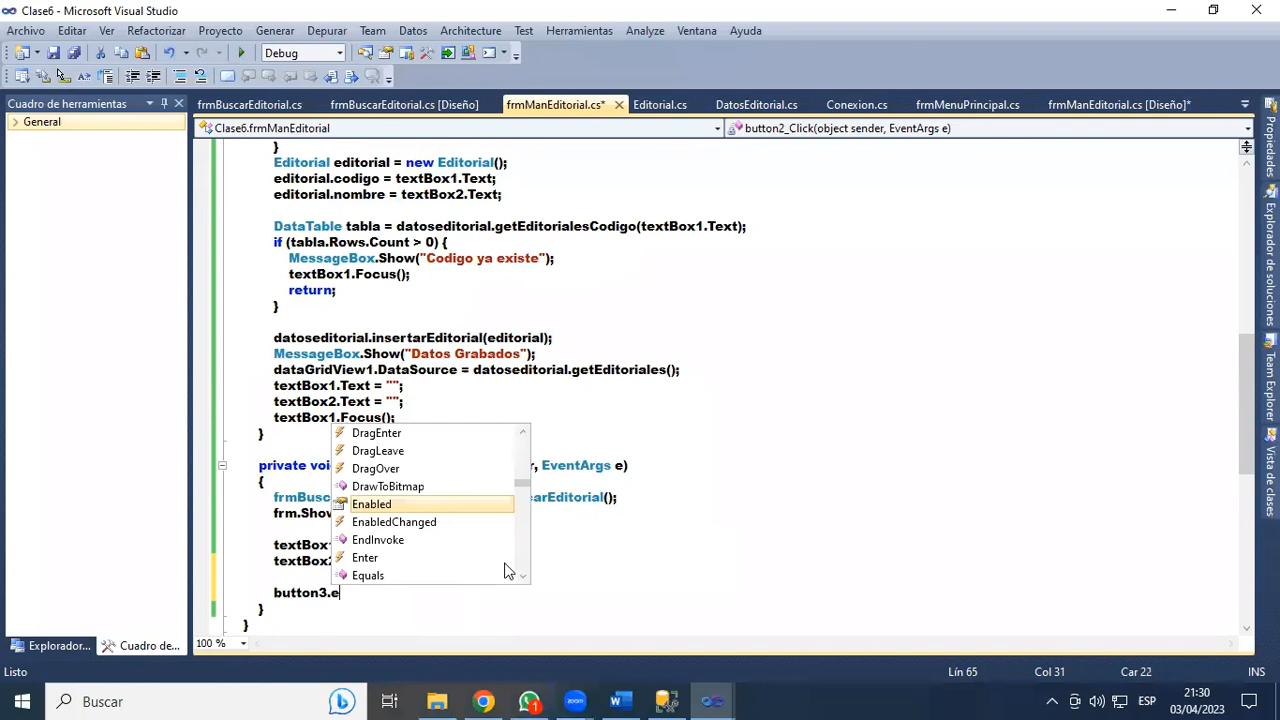 Clase6 - Microsoft Visual Studio
Archivo Editar Ver Refactorizar Proyecto Generar Depurar Team Datos Architecture Test Herramientas Analyze Ventana Ayuda
Debug
Cuadro de herramientas
frmBuscarEditorial.cs frmBuscarEditorial.cs [Diseño] frmManEditorial.cs* Editorial.cs DatosEditorial.cs Conexion.cs frmMenuPrincipal.cs frmManEditorial.cs [Diseño]*
General
Clase6.frmManEditorial button2_Click(object sender, EventArgs e)
}
Editorial editorial = new Editorial();
editorial.codigo = textBox1.Text;
editorial.nombre = textBox2.Text;
DataTable tabla = datoseditorial.getEditorialesCodigo(textBox1.Text);
if (tabla.Rows.Count > 0) {
MessageBox.Show("Codigo ya existe");
textBox1.Focus();
return;
}
datoseditorial.insertarEditorial(editorial);
MessageBox.Show("Datos Grabados");
dataGridView1.DataSource = datoseditorial.getEditoriales();
textBox1.Text = "";
textBox2.Text = "";
textBox1.Focus();
}
DragEnter
DragLeave
DragOver
DrawToBitmap
Enabled
EnabledChanged
EndInvoke
Enter
Equals
private voi , EventArgs e)
{
frmBusc carEditorial();
frm.Show
textBox1
textBox2
button3.e
}
}
Propiedades
Explorador de soluciones
Team Explorer
Vista de clases
Explorador... Cuadro de...
100 %
Listo Lín 65 Col 31 Car 22 INS
Buscar
1
ESP
21:30
03/04/2023